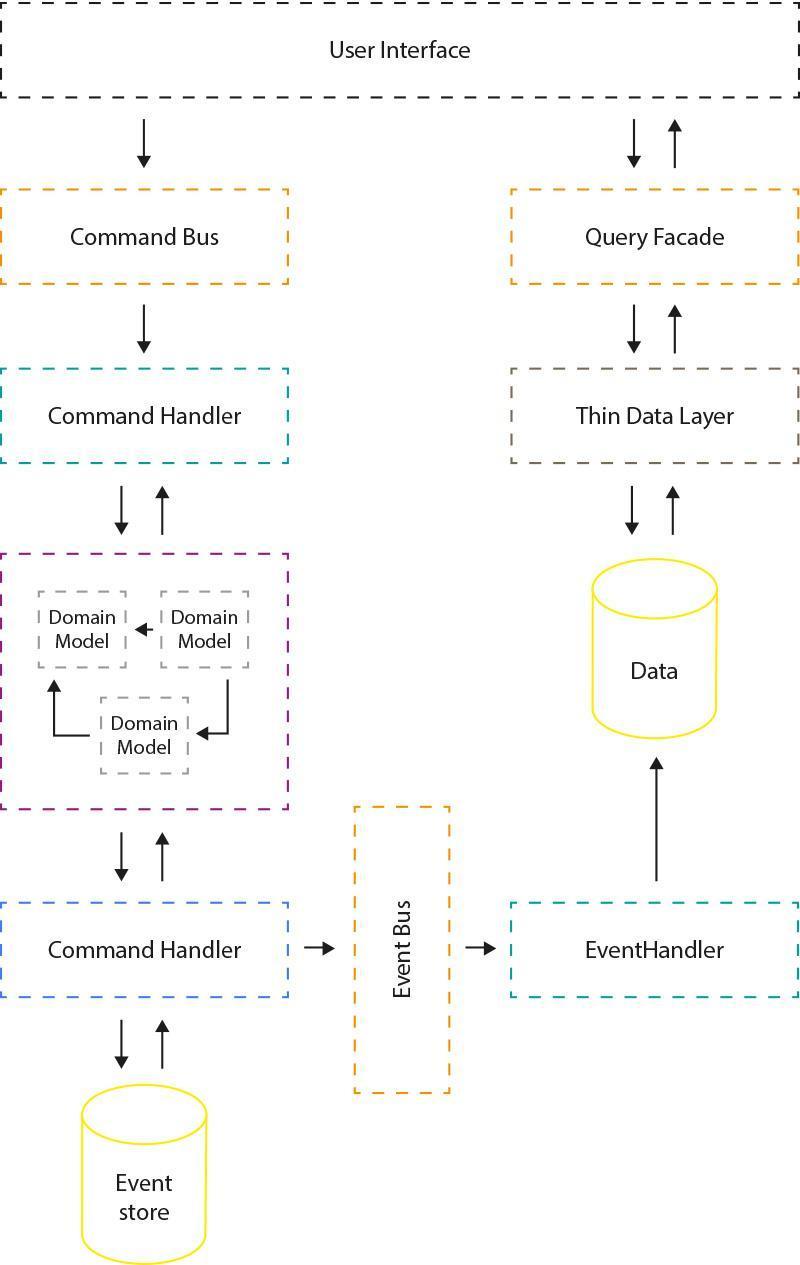 User Interface
Command Bus
Query Facade
Command Handler
Thin Data Layer
Domain
Model
Domain
Model
Domain
Model
Data
Command Handler
Event Bus
EventHandler
Event
store